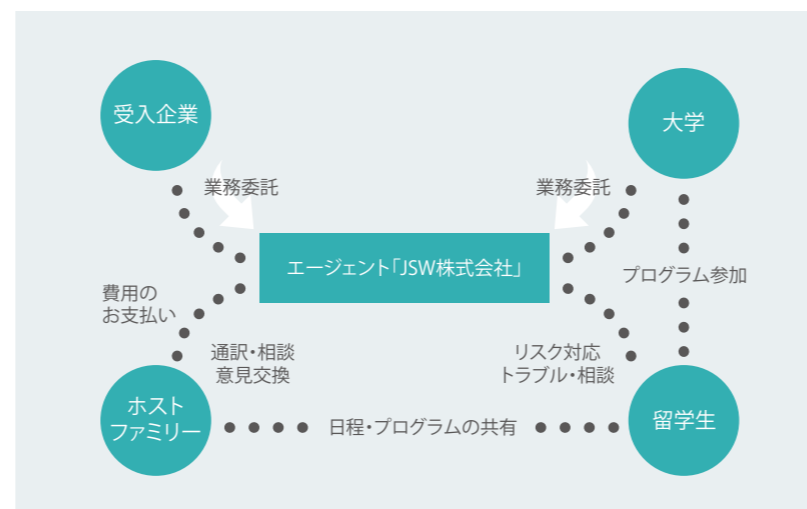 受入企業
大学
業務委託
業務委託
エージェント「JSW株式会社」
プログラム参加
費用の
お支払い
通訳・相談
意見交換
リスク対応
トラブル・相談
ホスト
ファミリー
日程・プログラムの共有
留学生